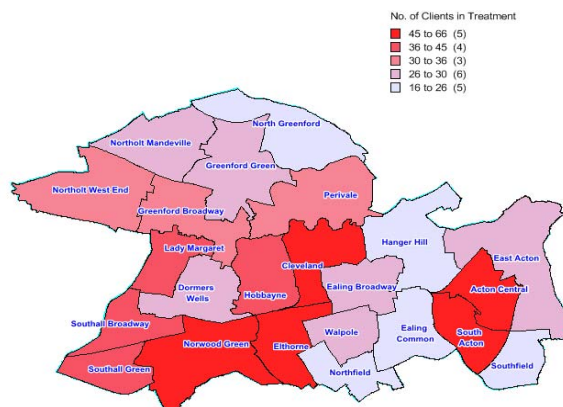 No. of Clients in Treatment
45 to 66 (5)
36 to 45 (4)
30 to 36 (3)
26 to 30 (6)
16 to 26 (5)
North Greenford
Northolt Mandeville
Greenford Green
Northolt West End
Perivale
Greenford Broadway
Lady Margaret
Hanger Hill
East Acton
Cleveland
Acton Central
Dormers
Wells
Ealing Broadway
Hobbayne
Southall Broadway
Walpole
Ealing
Common
South
Acton
Norwood Green
Elthorne
Southall Green
Northfield
Southfield